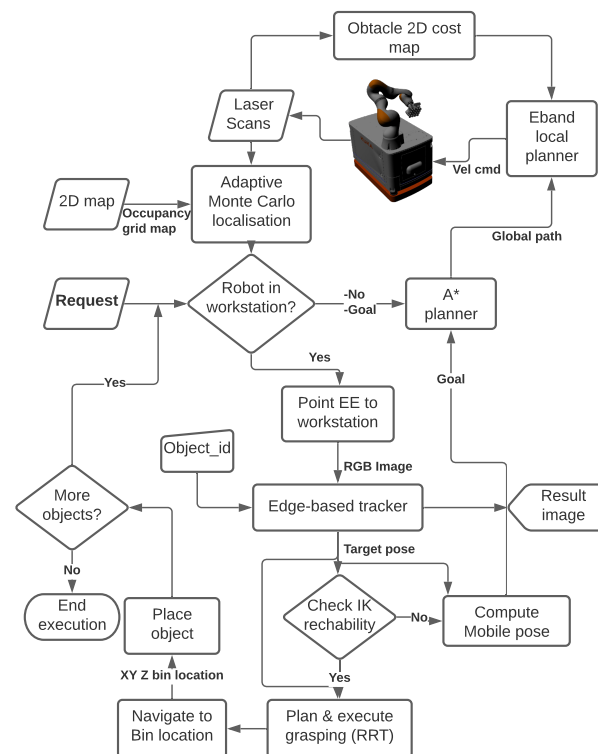 Obtacle 2D cost
map
Laser
Scans
Eband
local
planner
Vel cmd
2D map
Occupancy
grid map
Adaptive
Monte Carlo
localisation
Global path
Request
Robot in
workstation?
-No
-Goal
A*
planner
Yes
Yes
Goal
Point EE to
workstation
Object_id
RGB Image
More
objects?
Edge-based tracker
Result
image
Target pose
No
End
execution
Place
object
Check IK
rechability
No
Compute
Mobile pose
XY Z bin location
Yes
Navigate to
Bin location
Plan & execute
grasping (RRT)